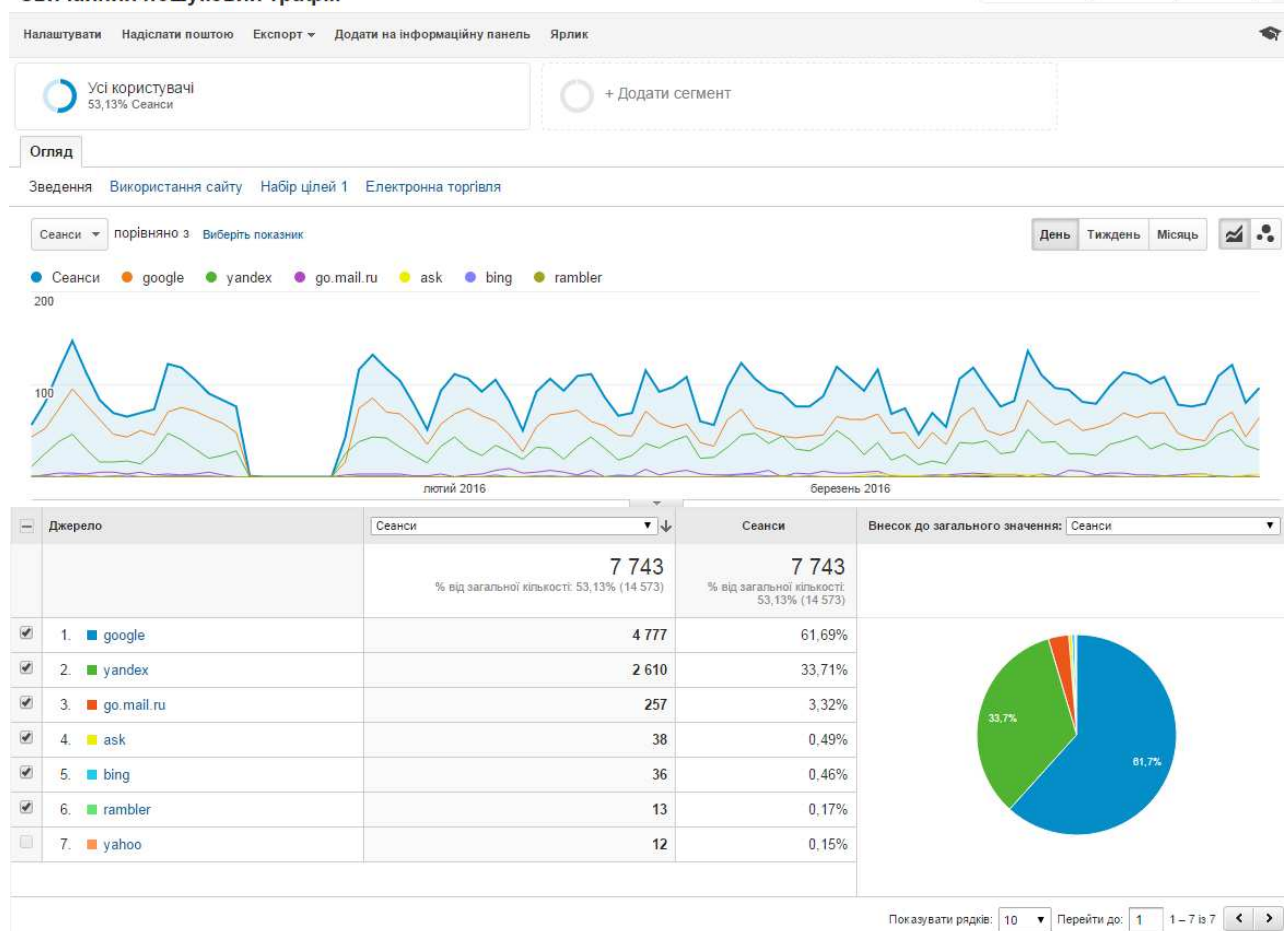 Налаштувати Надіслати поштою Експорт Додати на інформаційну панель Ярлик
Усі користувачі
53,13% Сеанси
+ Додати сегмент
Огляд
Зведення Використання сайту Набір цілей 1 Електронна торгівля
Сеанси порівняно з Виберіть показник
День Тиждень Місяць
Сеанси google yandex go.mail.ru ask bing rambler
200
100
лютий 2016 березень 2016
Джерело Сеанси Сеанси Внесок до загального значення: Сеанси
7 743 7 743
% від загальної кількості: 53,13% (14 573) % від загальної кількості:
53,13% (14 573)
1. google 4 777 61,69%
2. yandex 2 610 33,71%
3. go.mail.ru 257 3,32%
4. ask 38 0,49%
5. bing 36 0,46%
6. rambler 13 0,17%
7. yahoo 12 0,15%
33,7%
61,7%
Показувати рядків: 10 Перейти до: 1 1 – 7 із 7